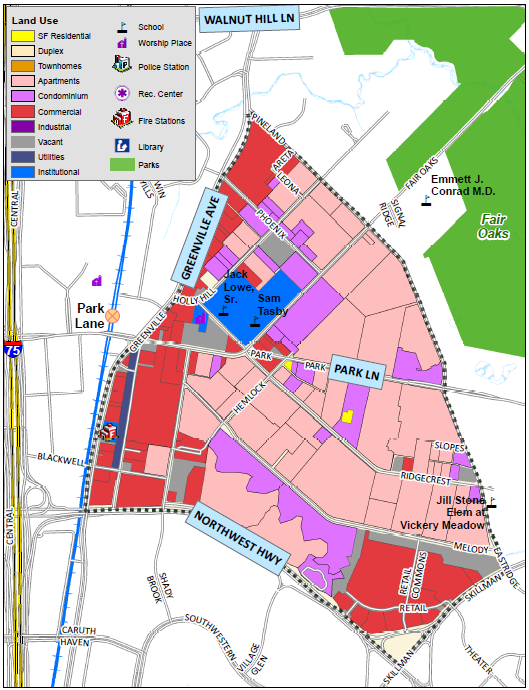 Land Use
SF Residential
Duplex
Townhomes
Apartments
Condominium
Commercial
Industrial
Vacant
Utilities
Institutional
School
Worship Place
Police Station
Rec. Center
Fire Stations
Library
Parks
WALNUT HILL LN
PINELAND
ARETA
LEONA
FAIR OAKS
Emmett J.
Conrad M.D.
SIGNAL
RIDGE
Fair
Oaks
WIN
VILLS
CENTRAL
GREENVILLE AVE
PHOENIX
Jack
Lowe,
Sr.
Sam
Tasby
HOLLY HILL
Park
Lane
GREENVILLE
75
PARK
PARK
PARK LN
HEMLOCK
BLACKWELL
SLOPES
RIDGECREST
Jill Stone
Elem at
Vickery Meadow
NORTHWEST HWY
CENTRAL
MELODY
EASTRIDGE
SKILLMAN
RETAIL
COMMONS
RETAIL
SHADY
BROOK
SOUTHWESTERN
VILLAGE
GLEN
CARUTH
HAVEN
SKILLMAN
THEATER